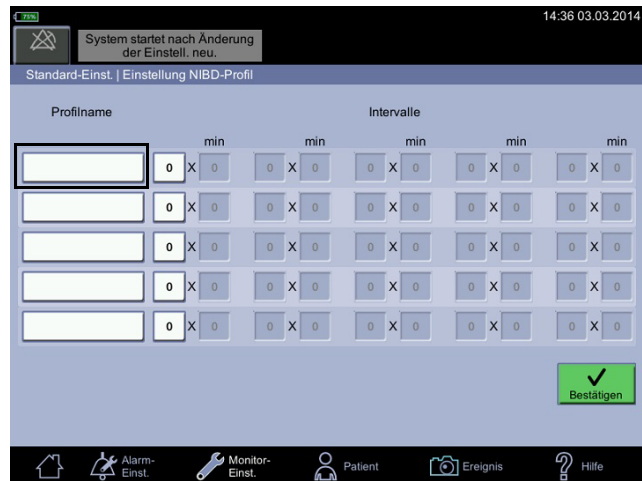 75%
14:36 03.03.2014
System startet nach Änderung
der Einstell. neu.
Standard-Einst. | Einstellung NIBD-Profil
Profilname Intervalle
min min min min min
0 X 0 0 X 0 0 X 0 0 X 0 0 X 0
0 X 0 0 X 0 0 X 0 0 X 0 0 X 0
0 X 0 0 X 0 0 X 0 0 X 0 0 X 0
0 X 0 0 X 0 0 X 0 0 X 0 0 X 0
0 X 0 0 X 0 0 X 0 0 X 0 0 X 0
Bestätigen
Alarm-
Einst.
Monitor-
Einst.
Patient
Ereignis
Hilfe